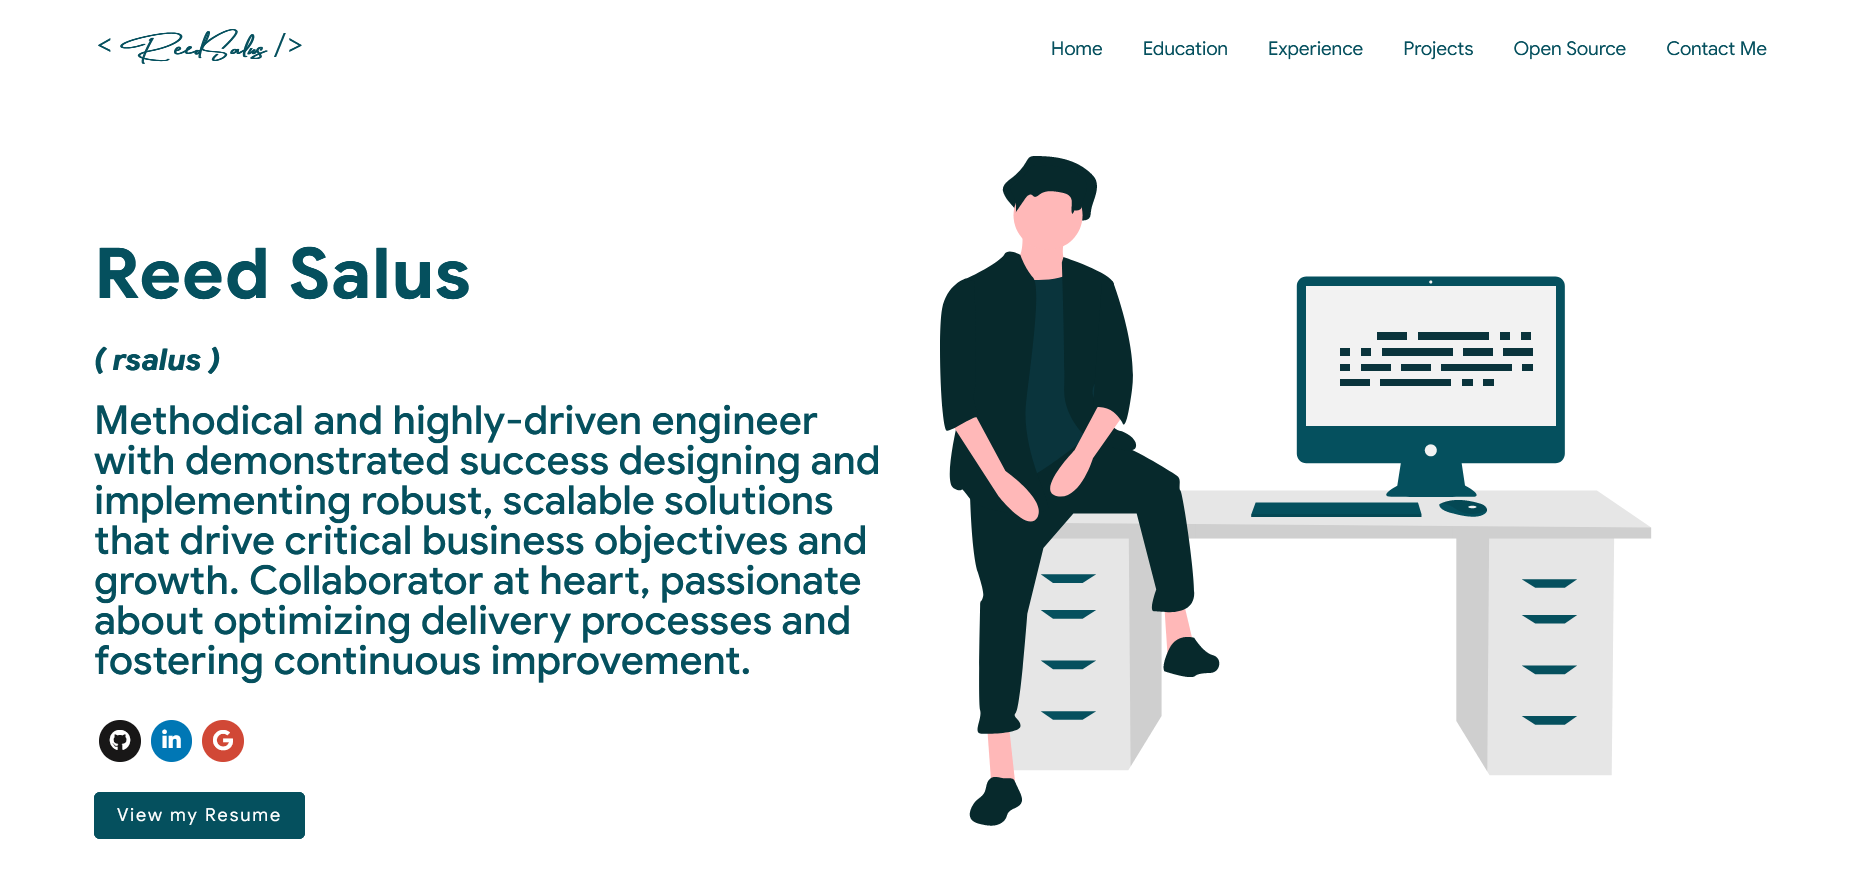 < ReedSalus />
Home Education Experience Projects Open Source Contact Me
Reed Salus
( rsalus )
Methodical and highly-driven engineer
with demonstrated success designing and
implementing robust, scalable solutions
that drive critical business objectives and
growth. Collaborator at heart, passionate
about optimizing delivery processes and
fostering continuous improvement.
in G
View my Resume